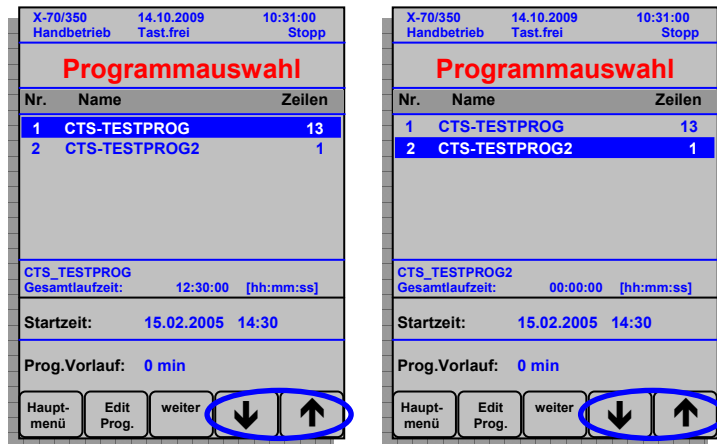 X-70/350 14.10.2009 10:31:00
Handbetrieb Tast.frei Stopp
Programmauswahl
Nr. Name Zeilen
1 CTS-TESTPROG 13
2 CTS-TESTPROG2 1
CTS_TESTPROG
Gesamtlaufzeit: 12:30:00 [hh:mm:ss]
Startzeit: 15.02.2005 14:30
Prog.Vorlauf: 0 min
Haupt-
menü
Edit
Prog.
weiter
X-70/350 14.10.2009 10:31:00
Handbetrieb Tast.frei Stopp
Programmauswahl
Nr. Name Zeilen
1 CTS-TESTPROG 13
2 CTS-TESTPROG2 1
CTS_TESTPROG2
Gesamtlaufzeit: 00:00:00 [hh:mm:ss]
Startzeit: 15.02.2005 14:30
Prog.Vorlauf: 0 min
Haupt-
menü
Edit
Prog.
weiter